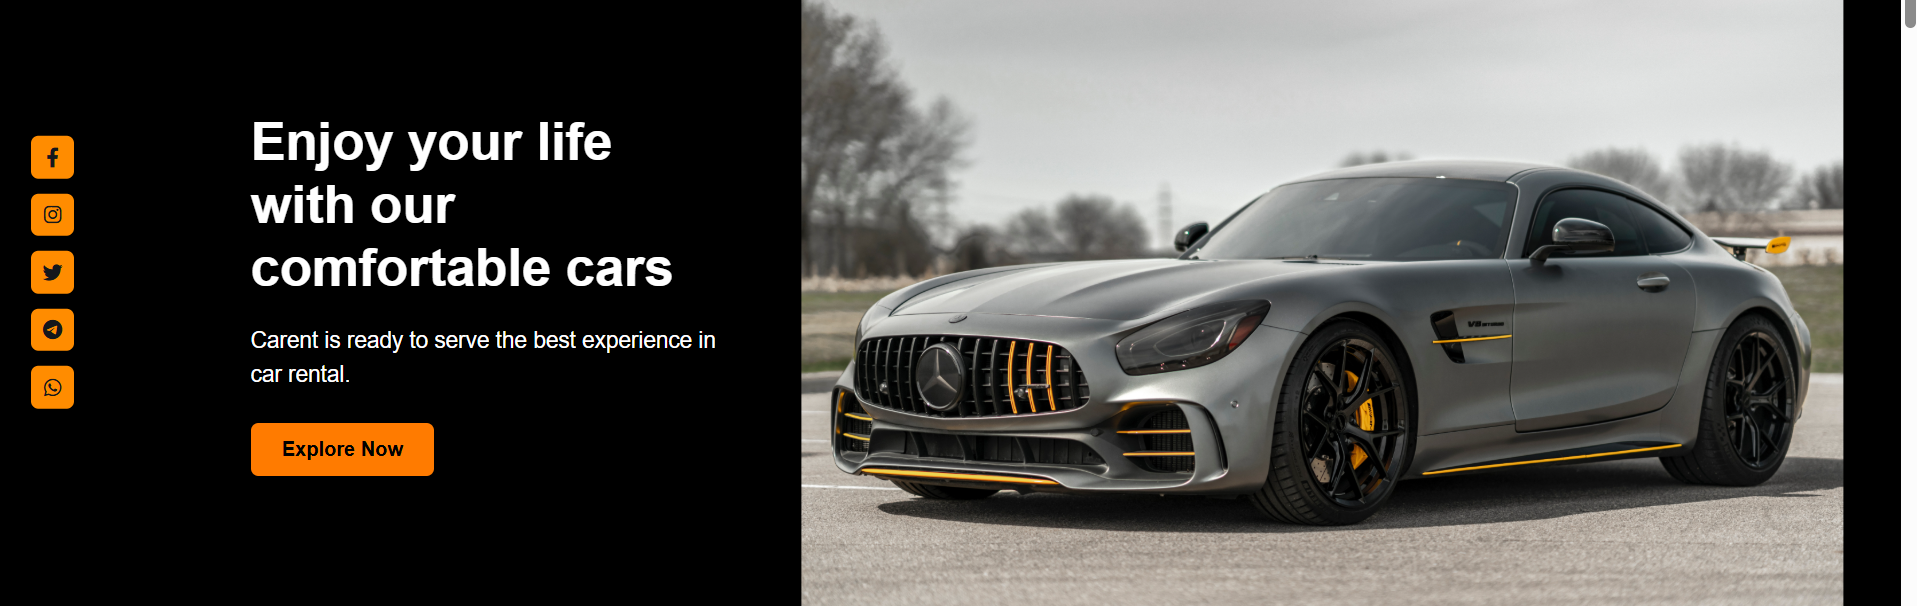 Enjoy your life
with our
comfortable cars
Carent is ready to serve the best experience in
car rental.
Explore Now